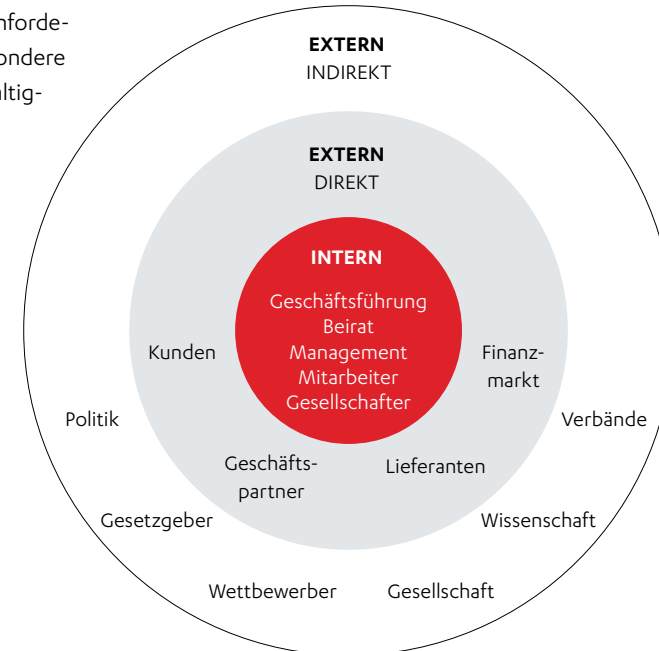 nforde-
ondere
ltig-
EXTERN
INDIREKT
EXTERN
DIREKT
INTERN
Geschäftsführung
Beirat
Management
Mitarbeiter
Gesellschafter
Kunden
Finanz-
markt
Geschäfts-
partner
Lieferanten
Politik
Verbände
Gesetzgeber
Wissenschaft
Wettbewerber
Gesellschaft